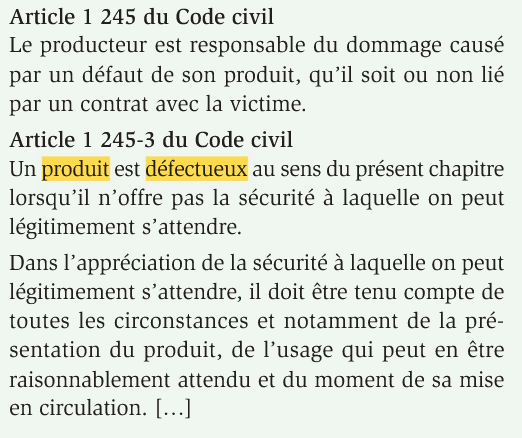 Article 1 245 du Code civil
Le producteur est responsable du dommage causé
par un défaut de son produit, qu’il soit ou non lié
par un contrat avec la victime.
Article 1 245-3 du Code civil
Un produit est défectueux au sens du présent chapitre
lorsqu’il n’offre pas la sécurité à laquelle on peut
légitimement s’attendre.
Dans l’appréciation de la sécurité à laquelle on peut
légitimement s’attendre, il doit être tenu compte de
toutes les circonstances et notamment de la pré-
sentation du produit, de l’usage qui peut en être
raisonnablement attendu et du moment de sa mise
en circulation. […]